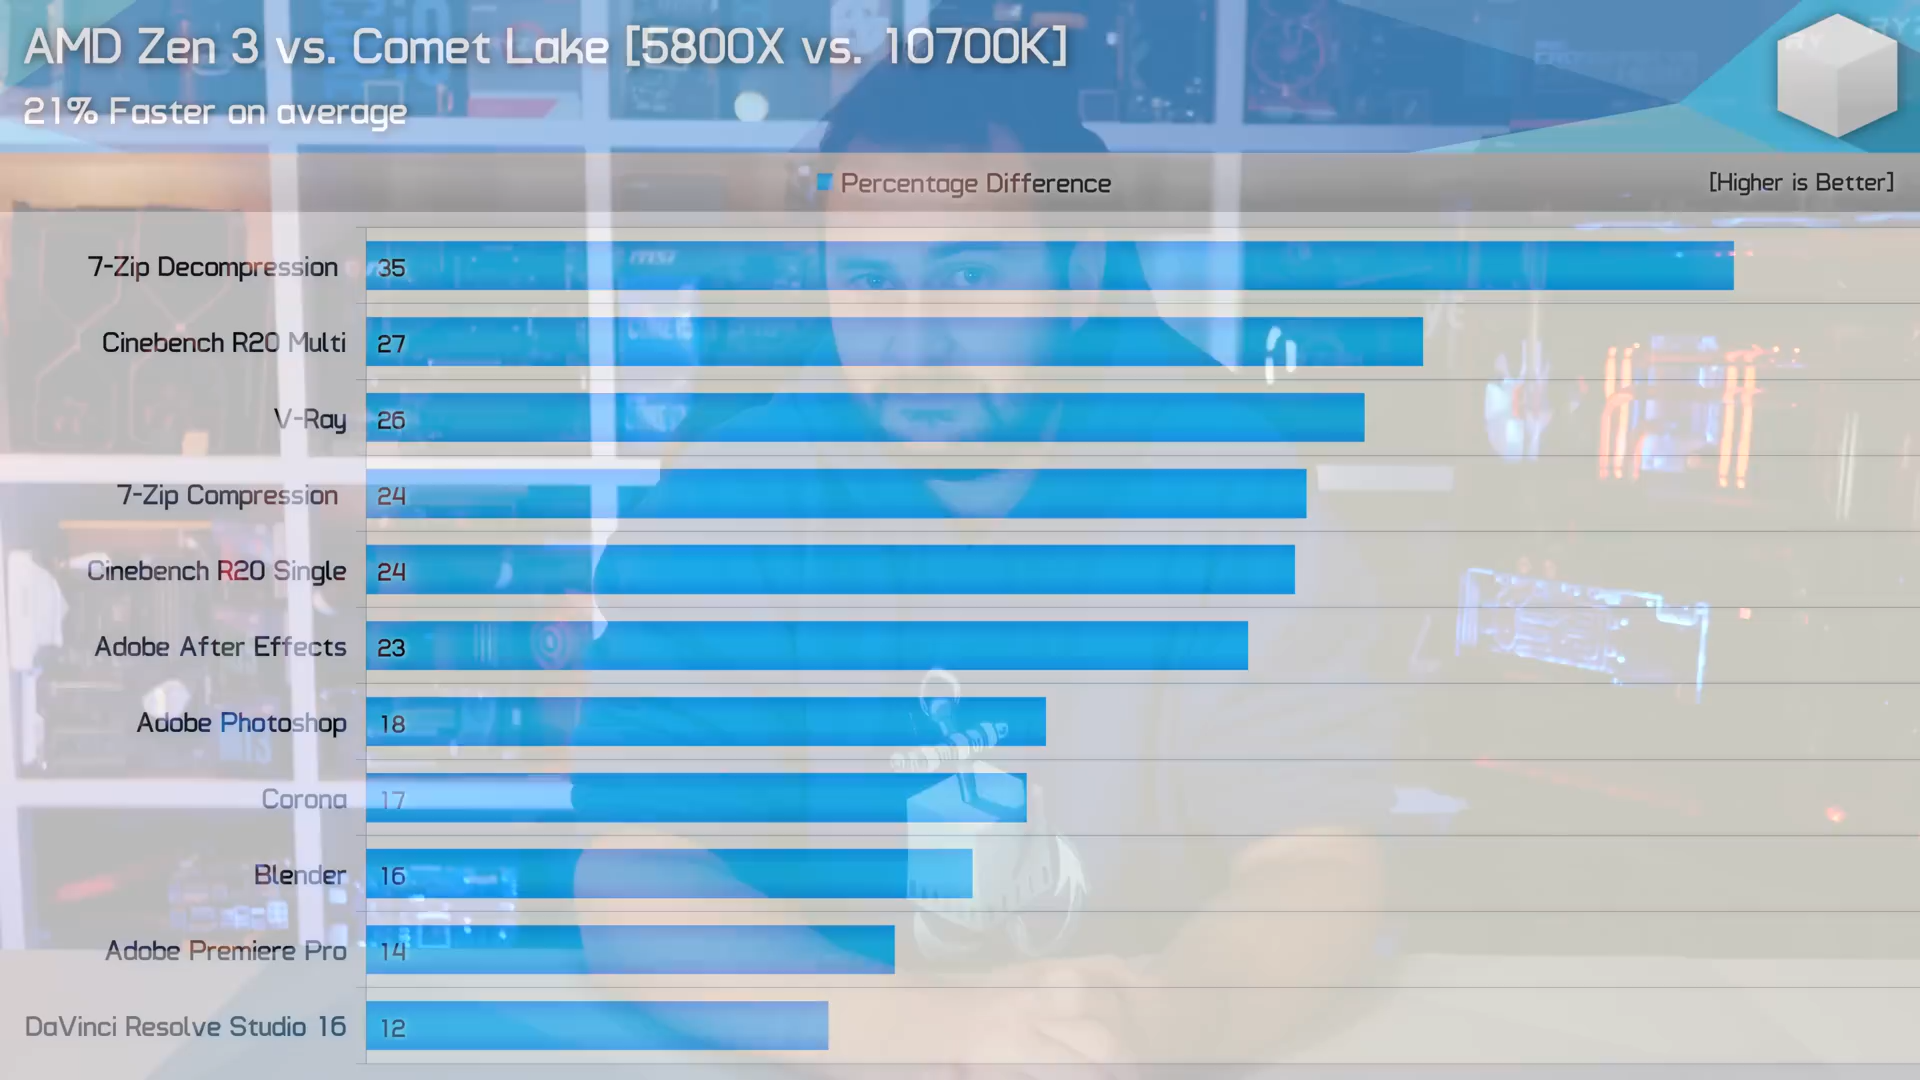 AMD Zen 3 vs. Comet Lake [5800X vs. 10700K]
21% Faster on average
Percentage Difference
[Higher is Better]
7-Zip Decompression 35
Cinebench R20 Multi 27
V-Ray 26
7-Zip Compression 24
Cinebench R20 Single 24
Adobe After Effects 23
Adobe Photoshop 18
Corona 17
Blender 16
Adobe Premiere Pro 14
DaVinci Resolve Studio 16 12
msi